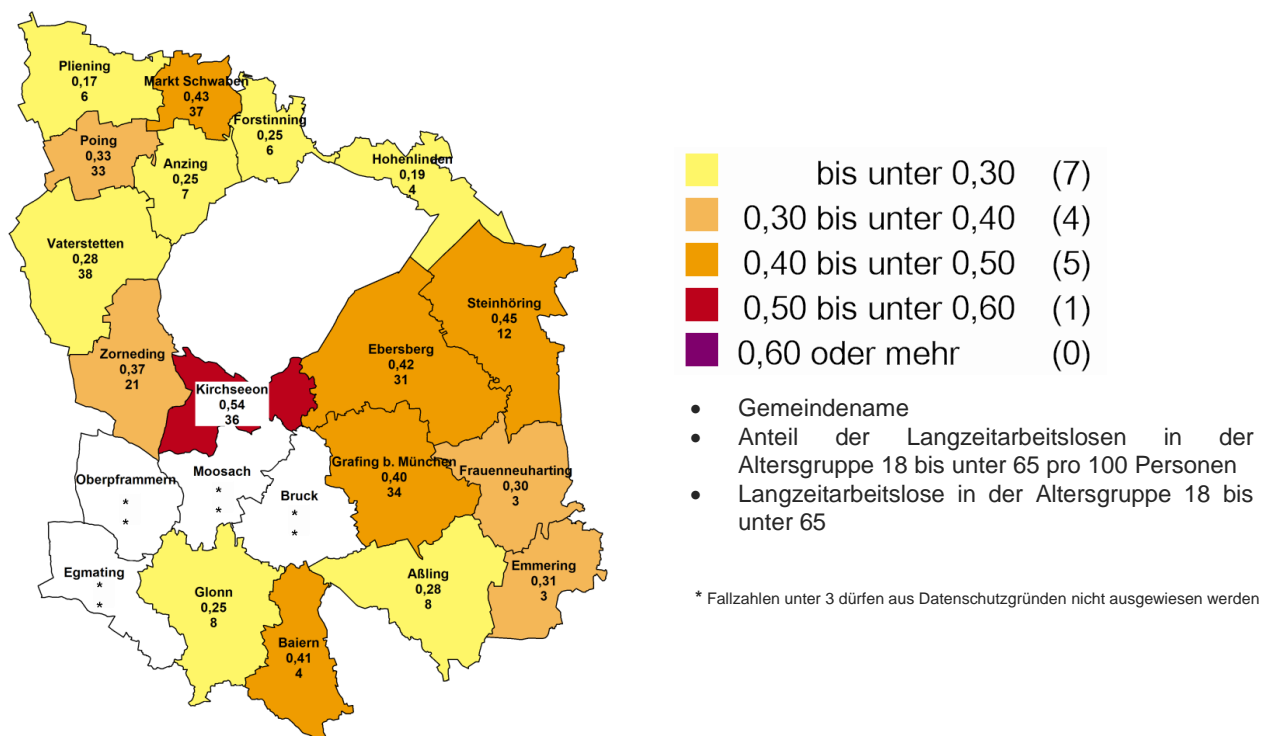 Pliening
0,17
6
Markt Schwaben
0,43
37
Forstinning
0,25
6
Poing
0,33
33
Anzing
0,25
7
Hohenlinden
0,19
4
Vaterstetten
0,28
38
Steinhöring
0,45
12
Zorneding
0,37
21
Ebersberg
0,42
31
Kirchseeon
0,54
36
Oberpframmern
*
*
Moosach
*
*
Bruck
*
*
Grafing b. München
0,40
34
Frauenneuharting
0,30
3
Egmating
*
*
Glonn
0,25
8
Aßling
0,28
8
Emmering
0,31
3
Baiern
0,41
4
bis unter 0,30 (7)
0,30 bis unter 0,40 (4)
0,40 bis unter 0,50 (5)
0,50 bis unter 0,60 (1)
0,60 oder mehr (0)
• Gemeindename
• Anteil der Langzeitarbeitslosen in der
Altersgruppe 18 bis unter 65 pro 100 Personen
• Langzeitarbeitslose in der Altersgruppe 18 bis
unter 65
* Fallzahlen unter 3 dürfen aus Datenschutzgründen nicht ausgewiesen werden